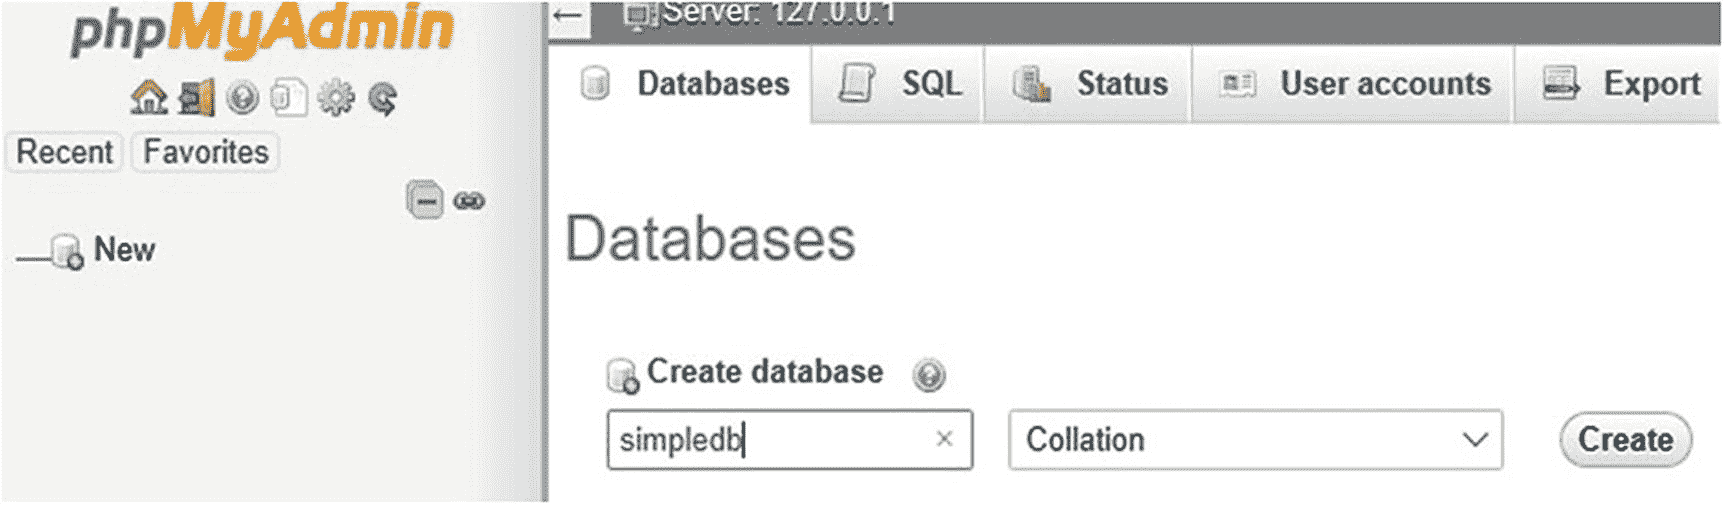 phpMyAdmin
Recent Favorites
New
Server: 127.0.0.1
Databases SQL Status User accounts Export
Databases
Create database
simpledb × Collation Create